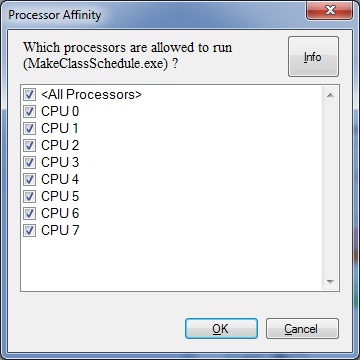 Processor Affinity
Which processors are allowed to run
(MakeClassSchedule.exe) ?
Info
<All Processors>
CPU 0
CPU 1
CPU 2
CPU 3
CPU 4
CPU 5
CPU 6
CPU 7
OK
Cancel